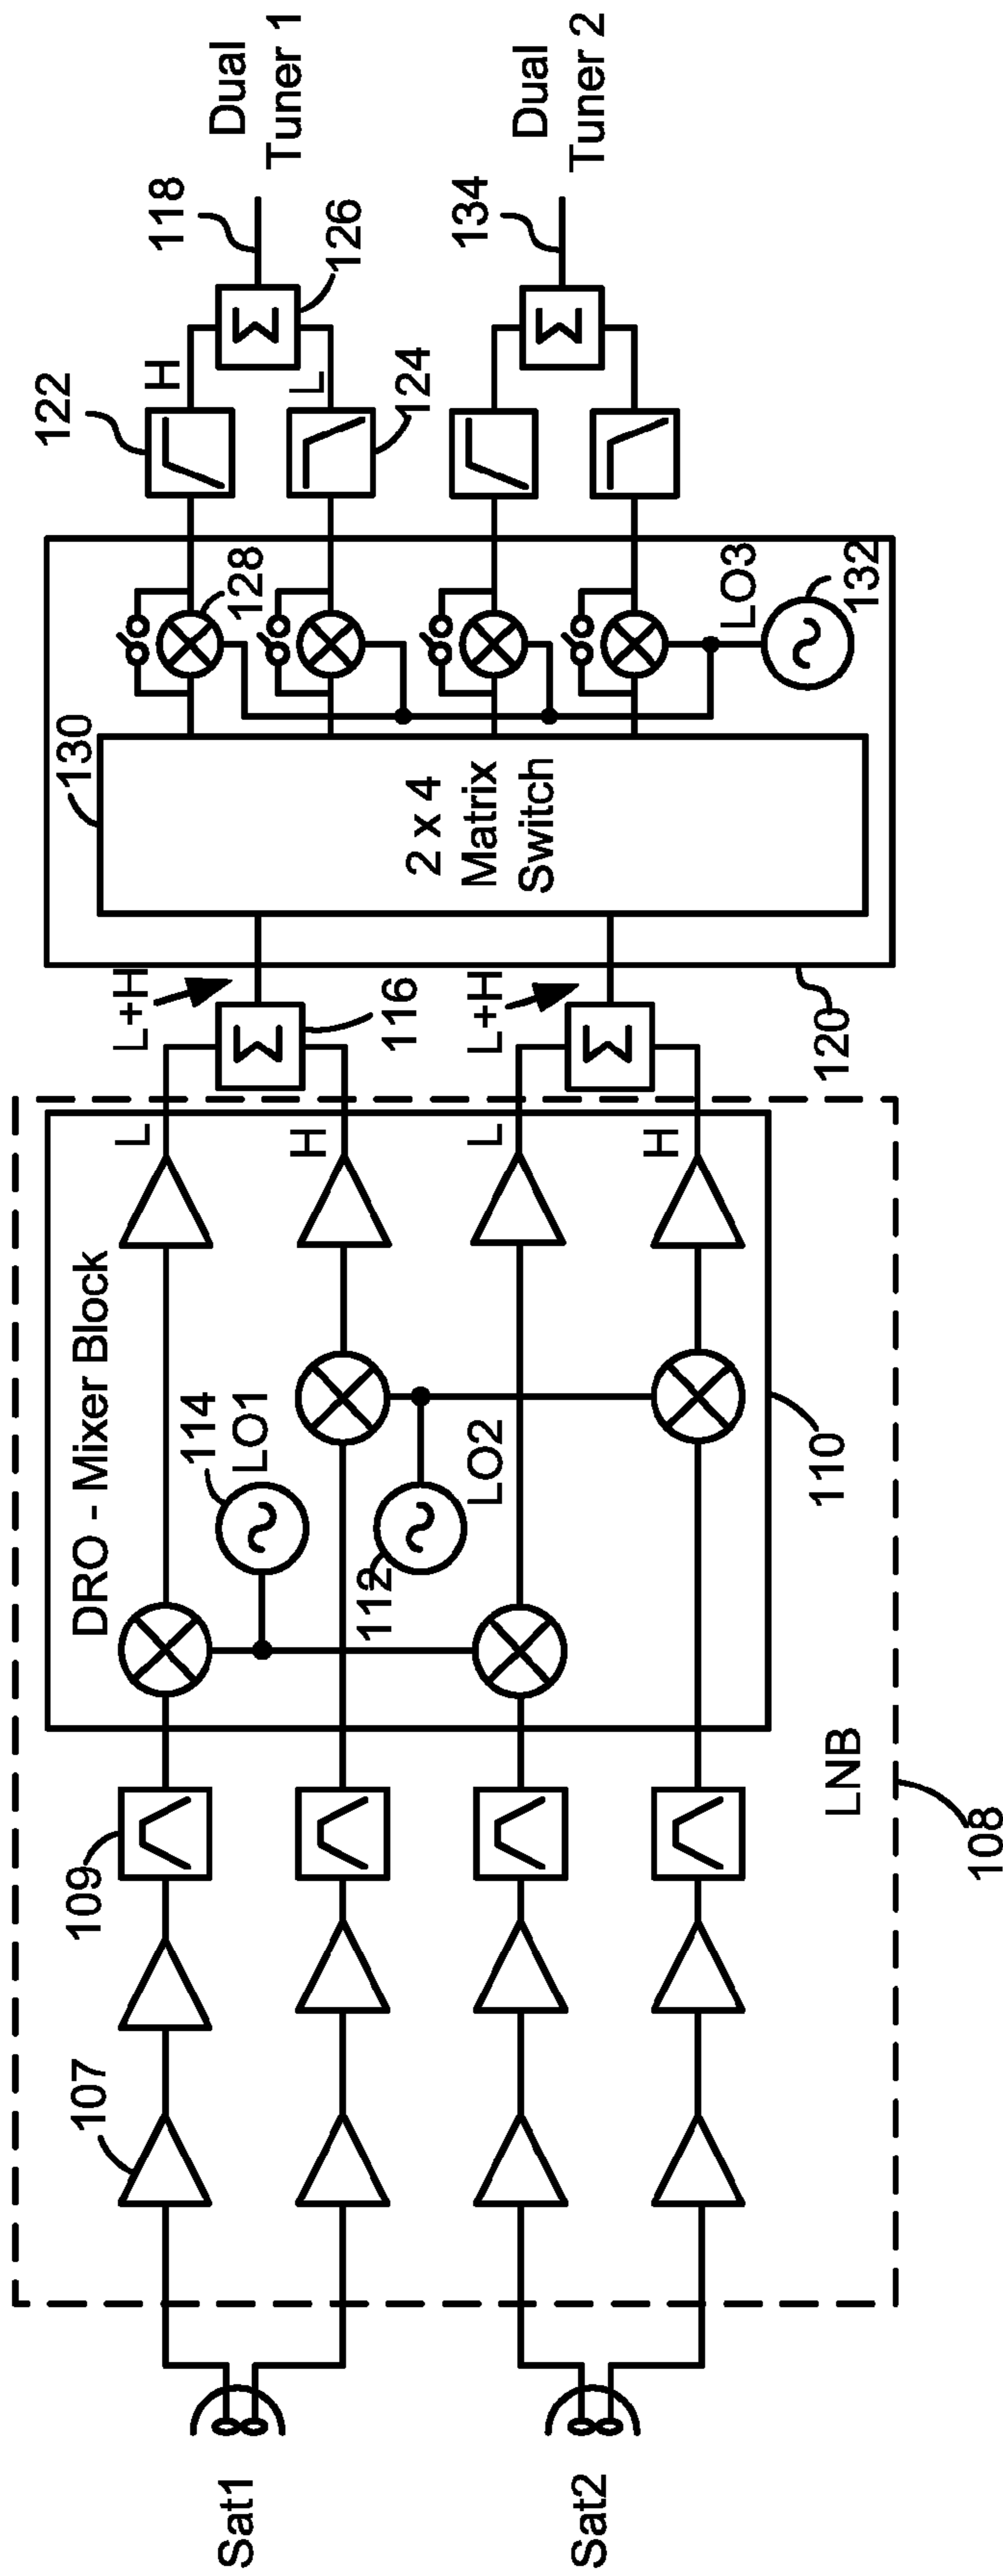 Sat1
Sat2
107
109
LNB
108
DRO - Mixer Block
114
LO1
112
LO2
110
L
H
L
H
L+H
116
L+H
120
130
2 x 4
Matrix
Switch
128
LO3
132
122
H
L
124
118
126
134
Dual
Tuner 1
Dual
Tuner 2